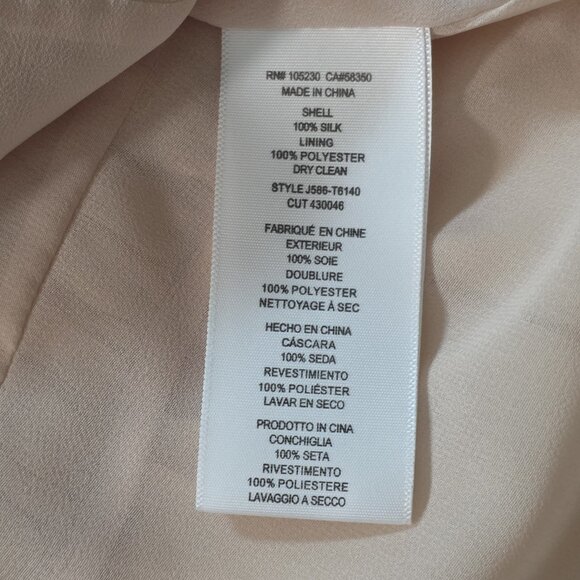 RN# 105230 CA#58350
MADE IN CHINA
SHELL
100% SILK
LINING
100% POLYESTER
DRY CLEAN
STYLE J586-T6140
CUT 430046
FABRIQUÉ EN CHINE
EXTERIEUR
100% SOIE
DOUBLURE
100% POLYESTER
NETTOYAGE À SEC
HECHO EN CHINA
CÁSCARA
100% SEDA
REVESTIMIENTO
100% POLIÉSTER
LAVAR EN SECO
PRODOTTO IN CINA
CONCHIGLIA
100% SETA
RIVESTIMENTO
100% POLIESTERE
LAVAGGIO A SECCO